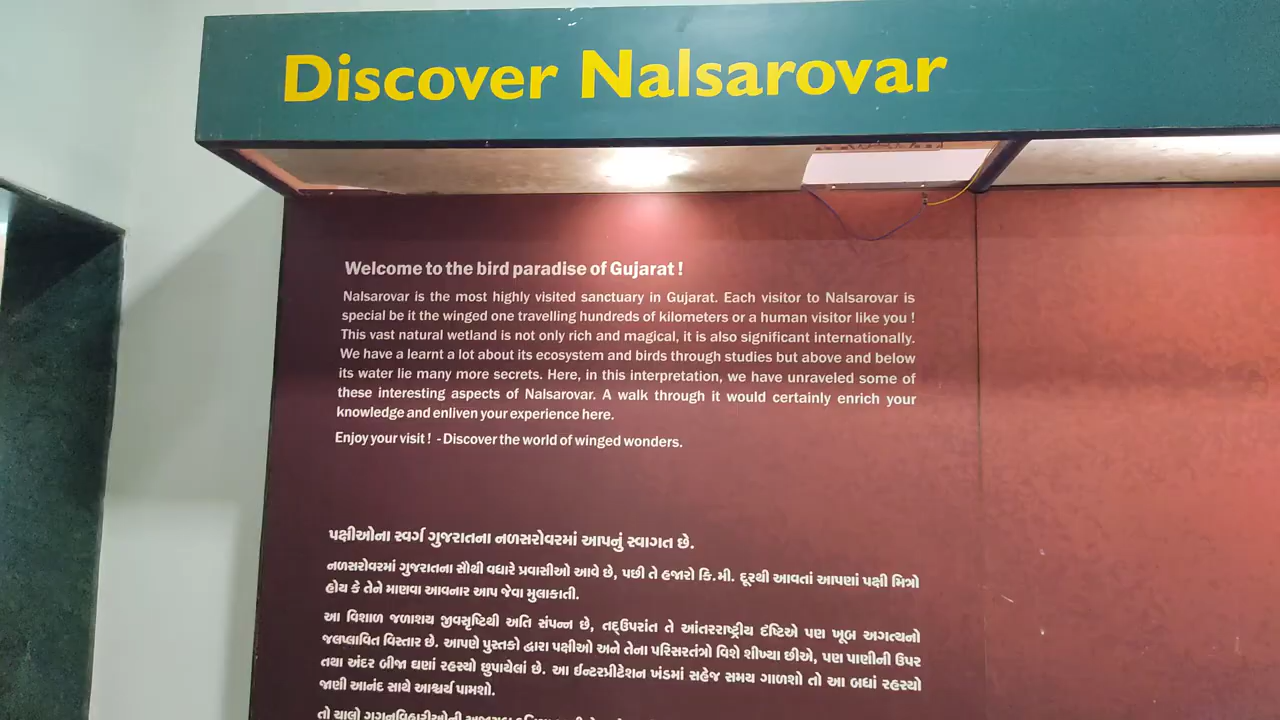 Discover Nalsarovar
Welcome to the bird paradise of Gujarat !
Nalsarovar is the most highly visited sanctuary in Gujarat. Each visitor to Nalsarovar is
special be it the winged one travelling hundreds of kilometers or a human visitor like you !
This vast natural wetland is not only rich and magical, it is also significant internationally.
We have a learnt a lot about its ecosystem and birds through studies but above and below
its water lie many more secrets. Here, in this interpretation, we have unraveled some of
these interesting aspects of Nalsarovar. A walk through it would certainly enrich your
knowledge and enliven your experience here.
Enjoy your visit ! - Discover the world of winged wonders.
પક્ષીઓના સ્વર્ગ ગુજરાતના નળસરોવરમાં આપનું સ્વાગત છે.
નળસરોવરમાં ગુજરાતના સૌથી વધારે પ્રવાસીઓ આવે છે, પછી તે હજારો કિ.મી. દૂરથી આવતાં આપણાં પક્ષી મિત્રો
હોય કે તેને માણવા આવનાર આપ જેવા મુલાકાતી.
આ વિશાળ જળાશય જીવસૃષ્ટિથી અતિ સંપન્ન છે, તદ્ઉપરાંત તે આંતરરાષ્ટ્રીય દૃષ્ટિએ પણ ખૂબ અગત્યનો
જલપ્લાવિત વિસ્તાર છે. આપણે પુસ્તકો દ્વારા પક્ષીઓ અને તેના પરિસરતંત્રો વિશે શીખ્યા છીએ, પણ પાણીની ઉપર
તથા અંદર બીજા ઘણાં રહસ્યો છુપાયેલાં છે. આ ઈન્ટરપ્રીટેશન ખંડમાં સહેજ સમય ગાળશો તો આ બધાં રહસ્યો
જાણી આનંદ સાથે આશ્ચર્ય પામશો.
તો ચાલો ગગનવિહારીઓની